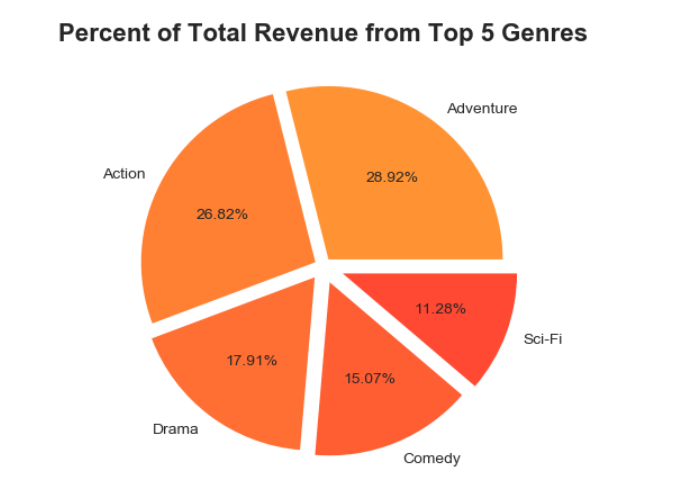 Percent of Total Revenue from Top 5 Genres
Adventure
28.92%
Action
26.82%
11.28%
Sci-Fi
17.91%
15.07%
Drama
Comedy